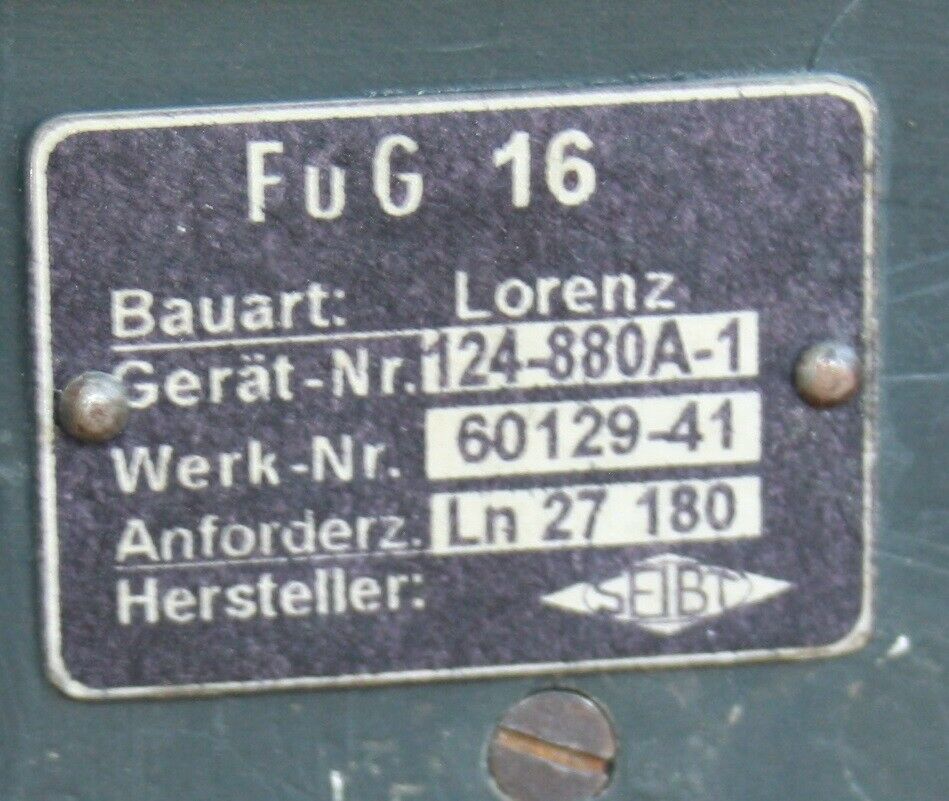 FuG 16
Bauart: Lorenz
Gerät-Nr. 124-880A-1
Werk-Nr. 60129-41
Anforderz. Ln 27 180
Hersteller: SEIBT